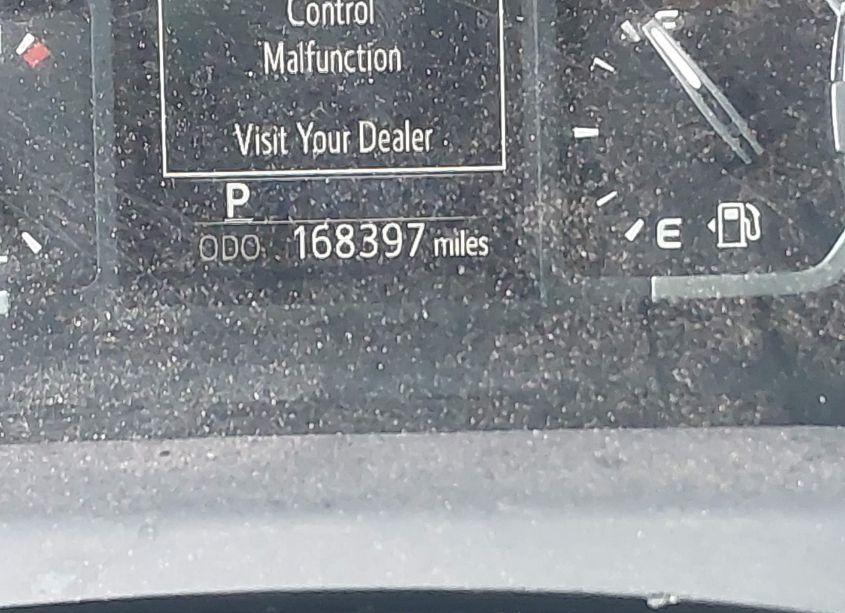 Control
Malfunction
Visit Your Dealer
P
ODO 168397 miles
F
E